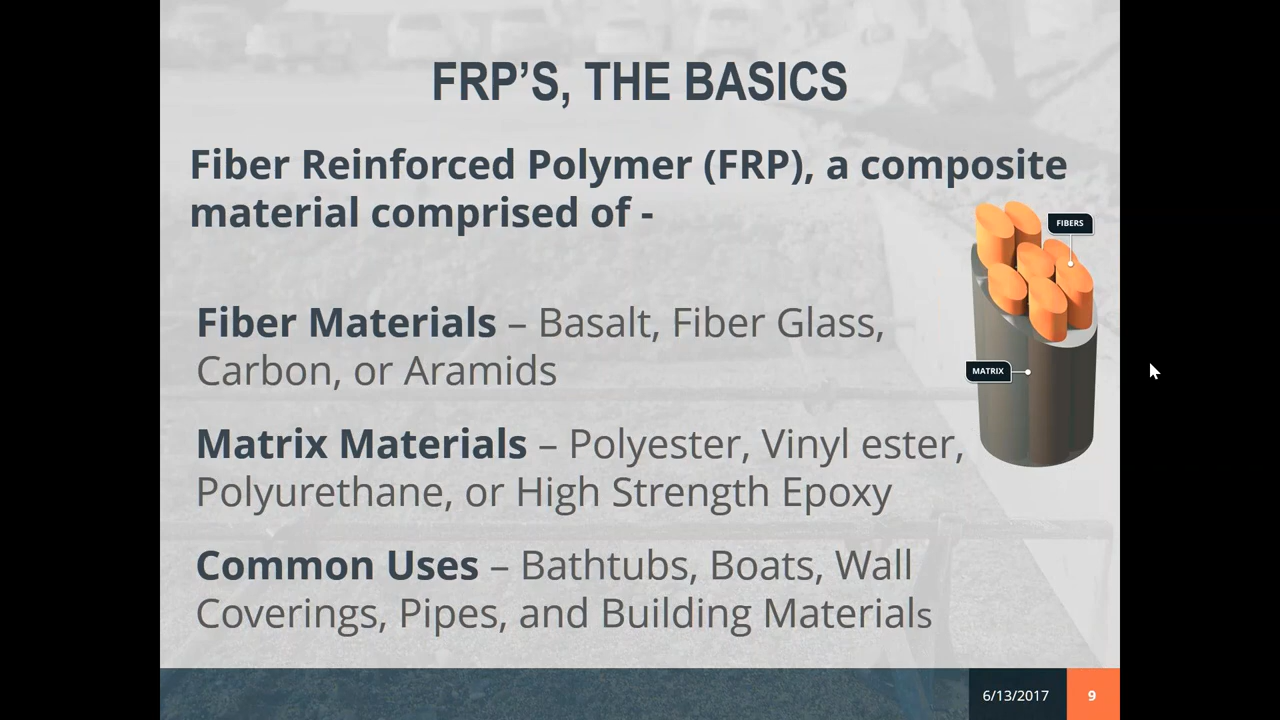 FRP'S, THE BASICS
Fiber Reinforced Polymer (FRP), a composite
material comprised of -
FIBERS
Fiber Materials – Basalt, Fiber Glass,
Carbon, or Aramids
MATRIX
Matrix Materials – Polyester, Vinyl ester,
Polyurethane, or High Strength Epoxy
Common Uses – Bathtubs, Boats, Wall
Coverings, Pipes, and Building Materials
6/13/2017
9